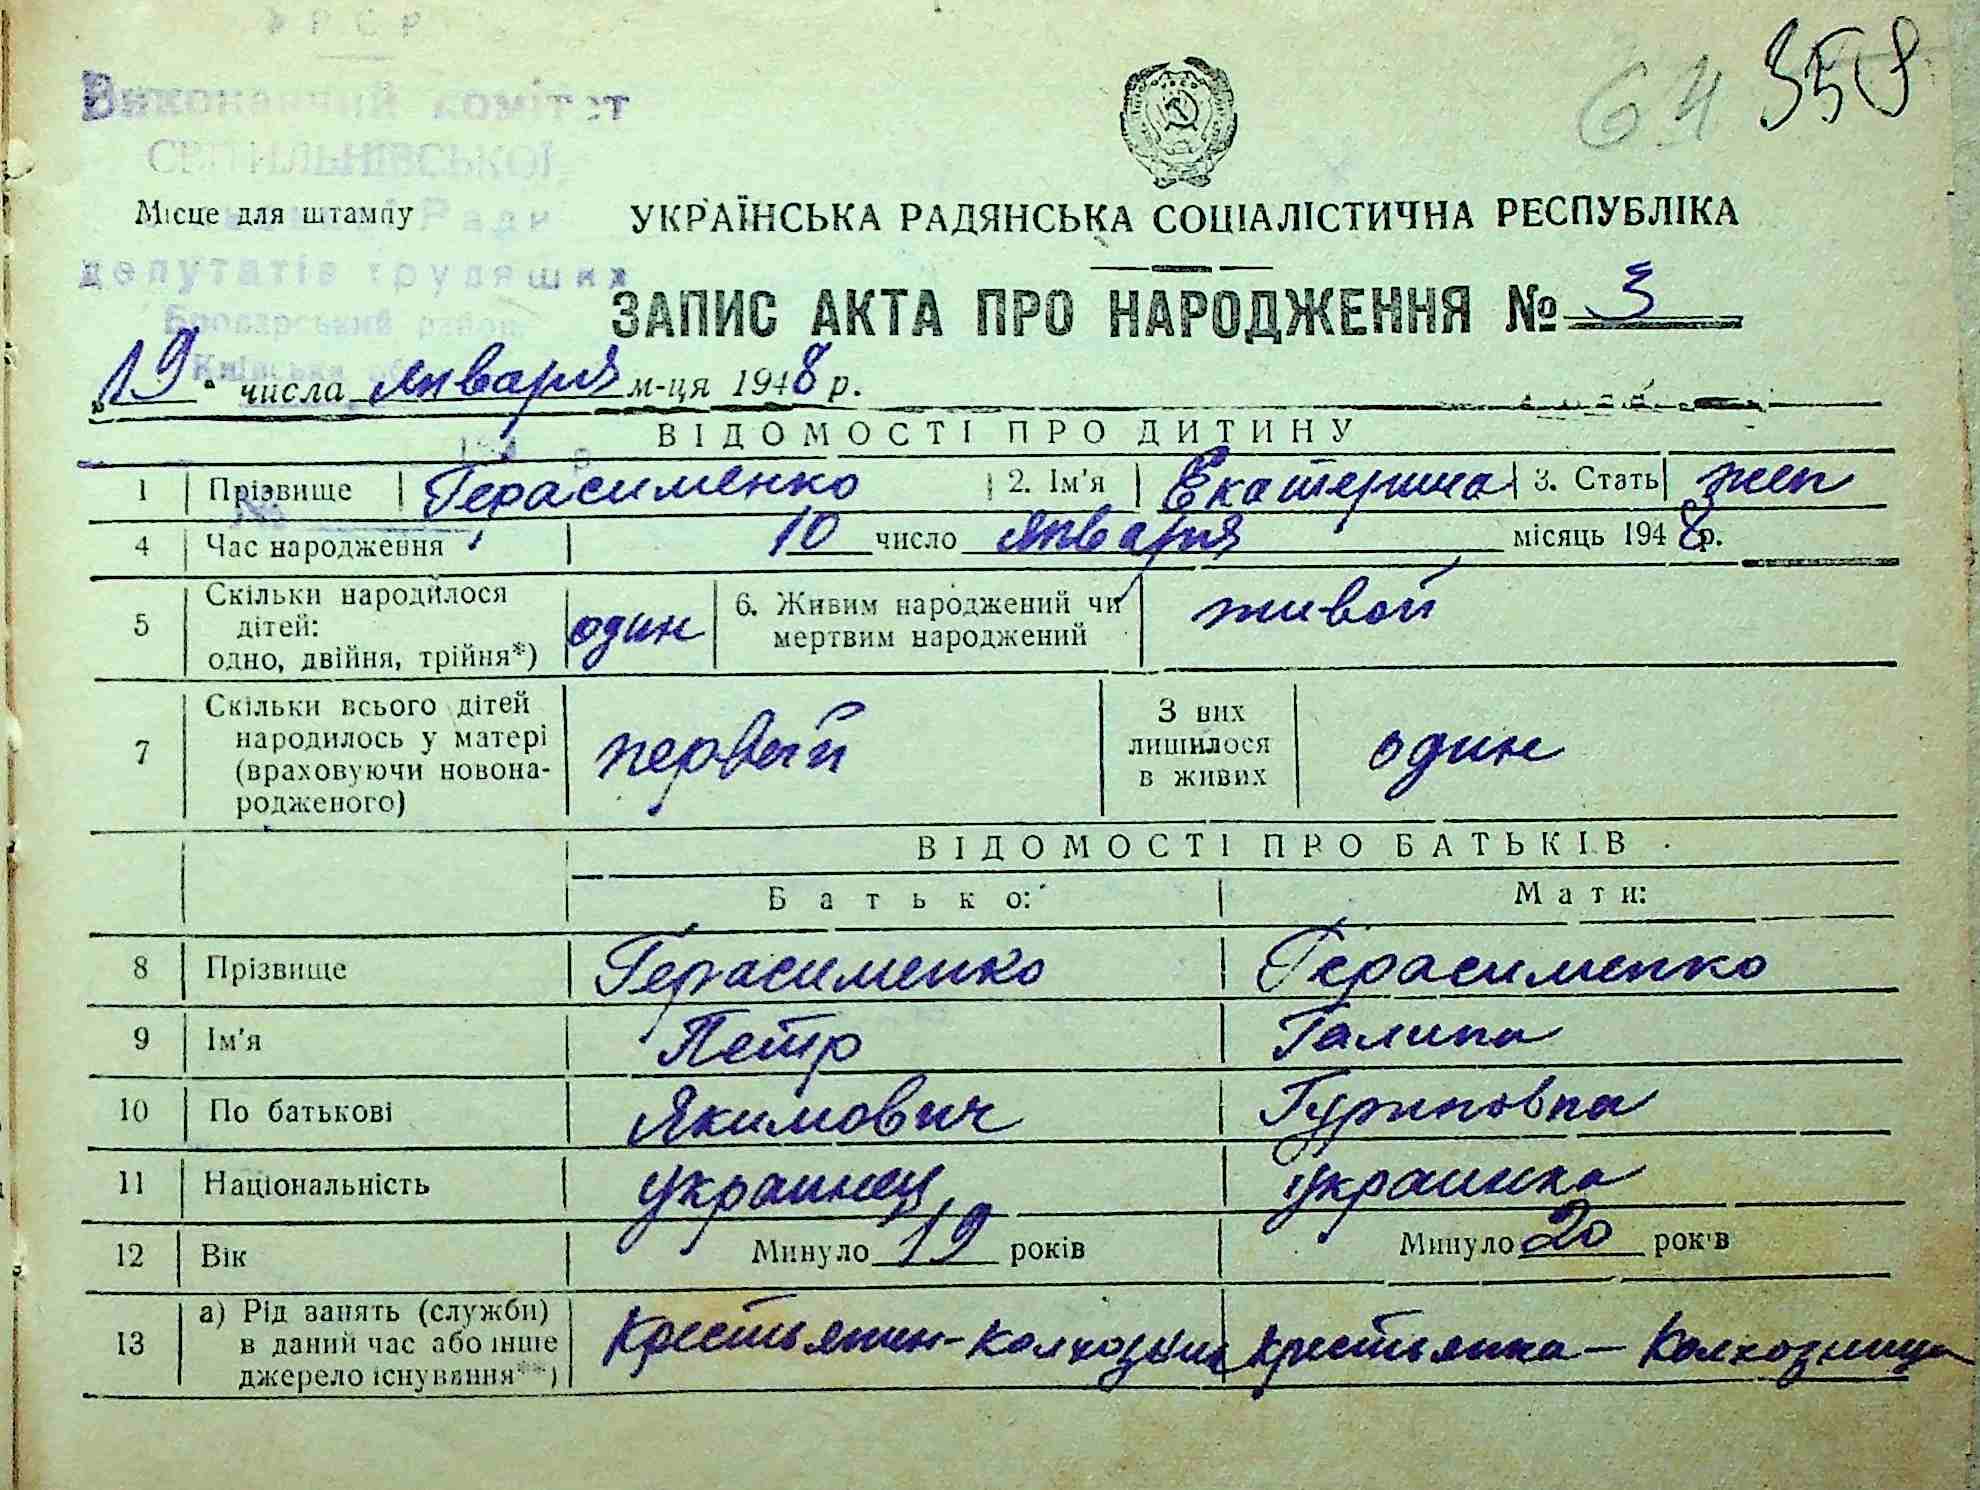 УРСР
64 358
Виконавчий комітет
СВІТИЛЬНІВСЬКОЇ
Місце для штампу
Ради
депутатів трудящих
Броварський район
Київська
УКРАЇНСЬКА РАДЯНСЬКА СОЦІАЛІСТИЧНА РЕСПУБЛІКА
ЗАПИС АКТА ПРО НАРОДЖЕННЯ № 3
„19" числа января м-ця 1948 р.
ВІДОМОСТІ ПРО ДИТИНУ
1 Прізвище Герасименко 2. Ім'я Екатерина 3. Стать жен
4 Час народження 10 число января місяць 1948 р.
5 Скільки народилося дітей: одно, двійня, трійня*) один 6. Живим народжений чи мертвим народжений живой
7 Скільки всього дітей народилось у матері (враховуючи новонародженого) первый З них лишилося в живих один
ВІДОМОСТІ ПРО БАТЬКІВ
Батько: Мати:
8 Прізвище Герасименко Герасименко
9 Ім'я Петр Галина
10 По батькові Якимович Гуриновна
11 Національність украинец украинка
12 Вік Минуло 19 років Минуло 20 років
13 а) Рід занять (служби) в даний час або інше джерело існування**) Крестьянин-колхозник крестьянка - колхозница